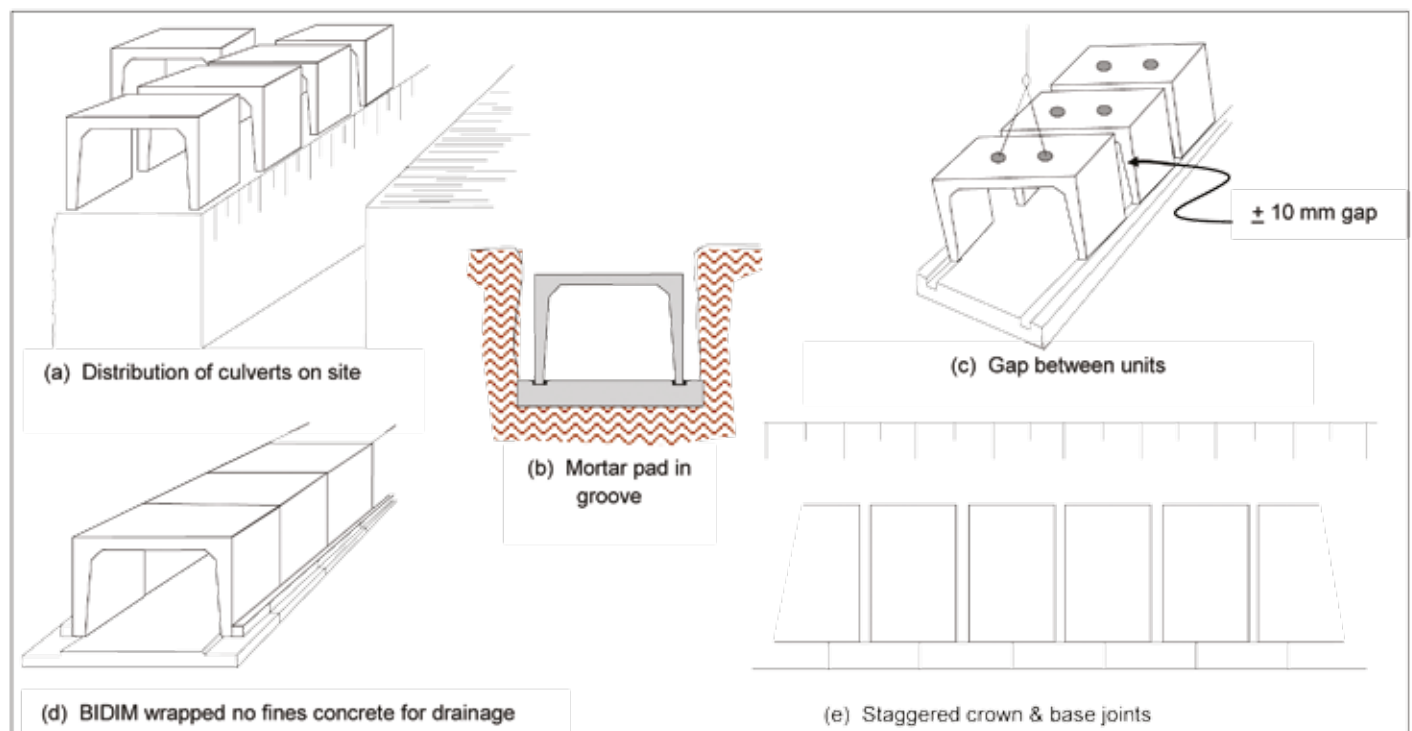 (a) Distribution of culverts on site
(b) Mortar pad in
groove
± 10 mm gap
(c) Gap between units
(d) BIDIM wrapped no fines concrete for drainage
(e) Staggered crown & base joints